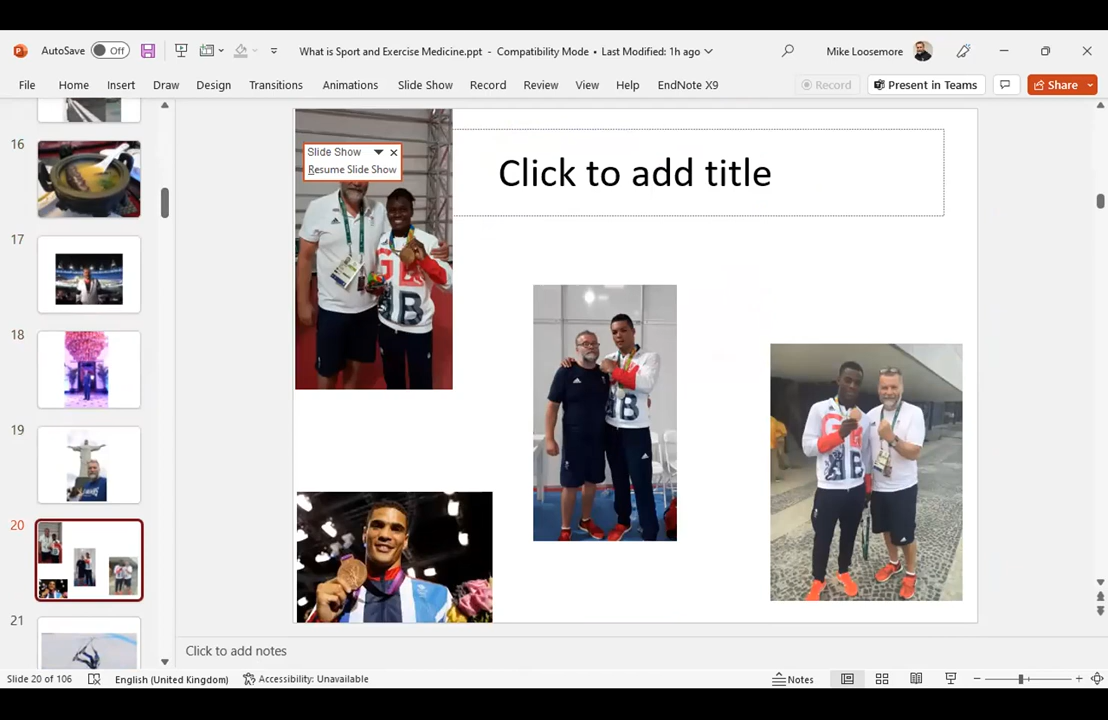 AutoSave Off What is Sport and Exercise Medicine.ppt - Compatibility Mode • Last Modified: 1h ago Mike Loosemore
File Home Insert Draw Design Transitions Animations Slide Show Record Review View Help EndNote X9 Record Present in Teams Share
16
17
18
19
20
21
Slide Show
Resume Slide Show
Click to add title
GB
B
GB
Click to add notes
Slide 20 of 106 English (United Kingdom) Accessibility: Unavailable Notes